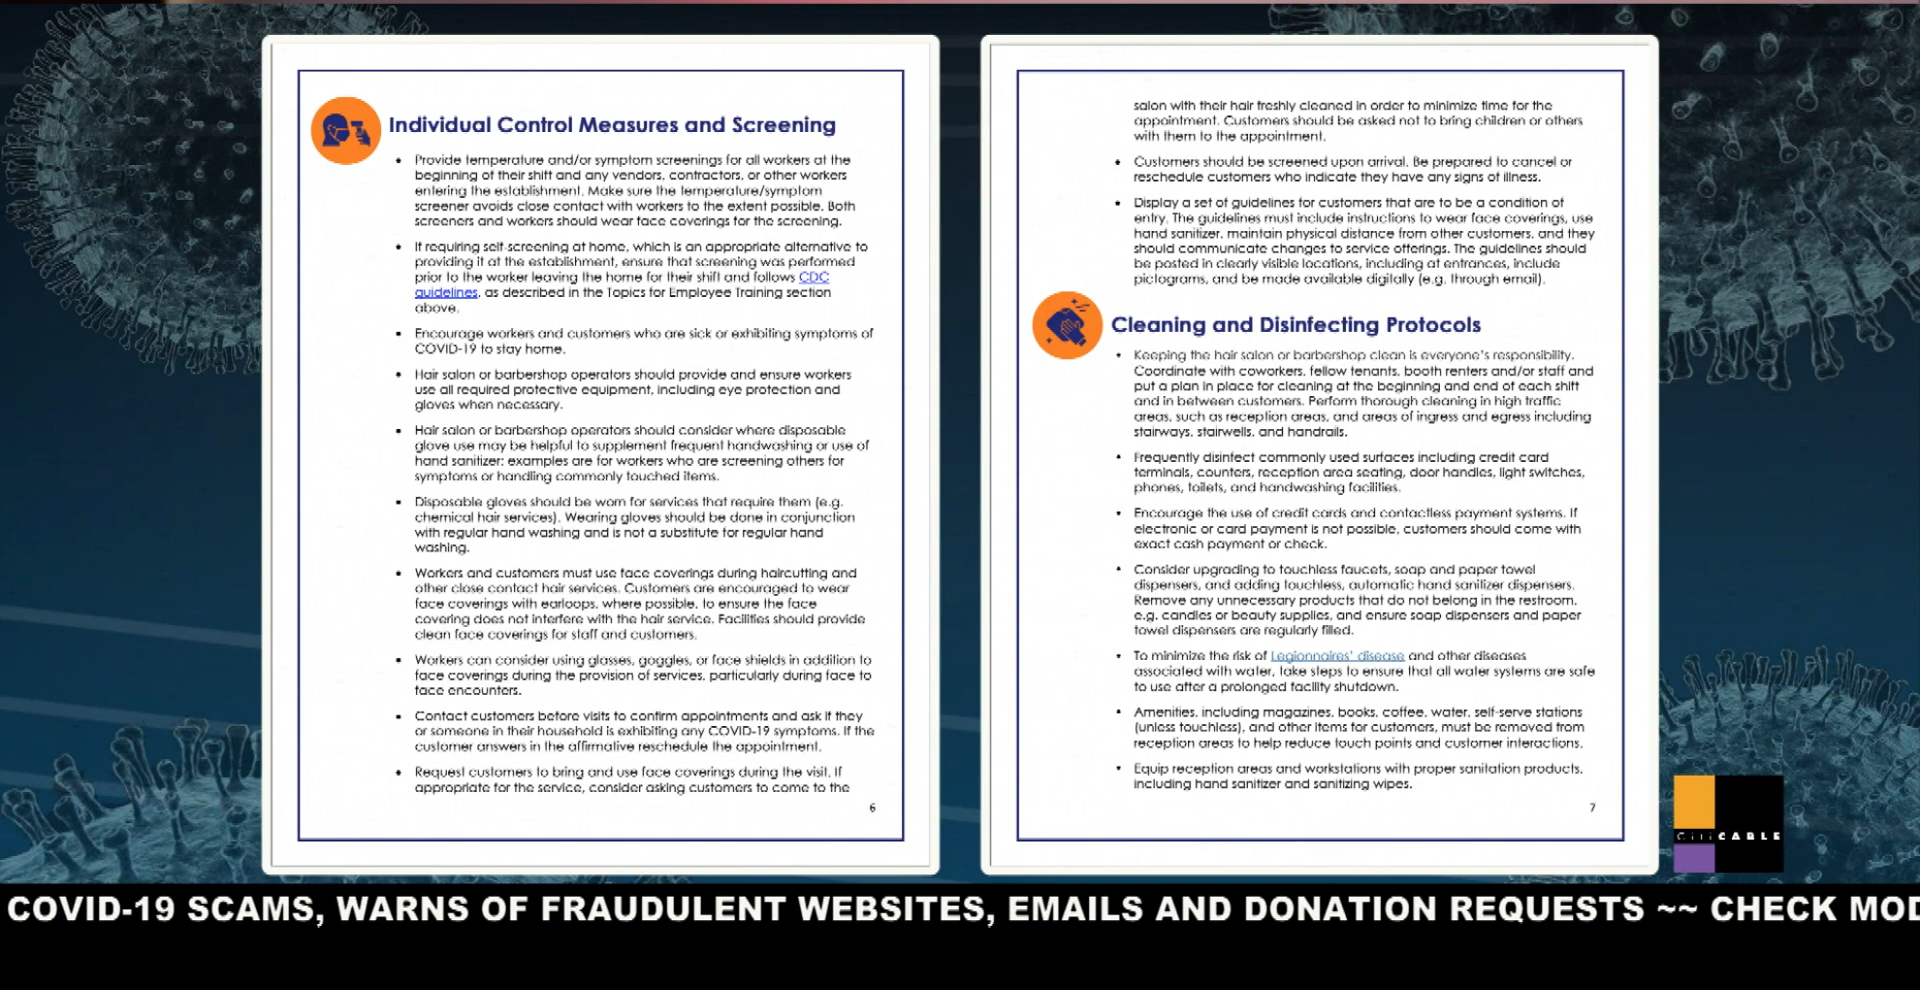 Individual Control Measures and Screening
• Provide temperature and/or symptom screenings for all workers at the
beginning of their shift and any vendors, contractors, or other workers
entering the establishment. Make sure the temperature/symptom
screener avoids close contact with workers to the extent possible. Both
screeners and workers should wear face coverings for the screening.
• If requiring self-screening at home, which is an appropriate alternative to
providing it at the establishment, ensure that screening was performed
prior to the worker leaving the home for their shift and follows CDC
guidelines, as described in the Topics for Employee Training section
above.
• Encourage workers and customers who are sick or exhibiting symptoms of
COVID-19 to stay home.
• Hair salon or barbershop operators should provide and ensure workers
use all required protective equipment, including eye protection and
gloves when necessary.
• Hair salon or barbershop operators should consider where disposable
glove use may be helpful to supplement frequent handwashing or use of
hand sanitizer; examples are for workers who are screening others for
symptoms or handling commonly touched items.
• Disposable gloves should be worn for services that require them (e.g.
chemical hair services). Wearing gloves should be done in conjunction
with regular hand washing and is not a substitute for regular hand
washing.
• Workers and customers must use face coverings during haircutting and
other close contact hair services. Customers are encouraged to wear
face coverings with earloops, where possible, to ensure the face
covering does not interfere with the hair service. Facilities should provide
clean face coverings for staff and customers.
• Workers can consider using glasses, goggles, or face shields in addition to
face coverings during the provision of services, particularly during face to
face encounters.
• Contact customers before visits to confirm appointments and ask if they
or someone in their household is exhibiting any COVID-19 symptoms. If the
customer answers in the affirmative reschedule the appointment.
• Request customers to bring and use face coverings during the visit. If
appropriate for the service, consider asking customers to come to the
6
salon with their hair freshly cleaned in order to minimize time for the
appointment. Customers should be asked not to bring children or others
with them to the appointment.
• Customers should be screened upon arrival. Be prepared to cancel or
reschedule customers who indicate they have any signs of illness.
• Display a set of guidelines for customers that are to be a condition of
entry. The guidelines must include instructions to wear face coverings, use
hand sanitizer, maintain physical distance from other customers, and they
should communicate changes to service offerings. The guidelines should
be posted in clearly visible locations, including at entrances, include
pictograms, and be made available digitally (e.g. through email).
Cleaning and Disinfecting Protocols
• Keeping the hair salon or barbershop clean is everyone's responsibility.
Coordinate with coworkers, fellow tenants, booth renters and/or staff and
put a plan in place for cleaning at the beginning and end of each shift
and in between customers. Perform thorough cleaning in high traffic
areas, such as reception areas, and areas of ingress and egress including
stairways, stairwells, and handrails.
• Frequently disinfect commonly used surfaces including credit card
terminals, counters, reception area seating, door handles, light switches,
phones, toilets, and handwashing facilities.
• Encourage the use of credit cards and contactless payment systems. If
electronic or card payment is not possible, customers should come with
exact cash payment or check.
• Consider upgrading to touchless faucets, soap and paper towel
dispensers, and adding touchless, automatic hand sanitizer dispensers.
Remove any unnecessary products that do not belong in the restroom,
e.g. candles or beauty supplies, and ensure soap dispensers and paper
towel dispensers are regularly filled.
• To minimize the risk of Legionnaires' disease and other diseases
associated with water, take steps to ensure that all water systems are safe
to use after a prolonged facility shutdown.
• Amenities, including magazines, books, coffee, water, self-serve stations
(unless touchless), and other items for customers, must be removed from
reception areas to help reduce touch points and customer interactions.
• Equip reception areas and workstations with proper sanitation products,
including hand sanitizer and sanitizing wipes.
7
CitiCABLE
COVID-19 SCAMS, WARNS OF FRAUDULENT WEBSITES, EMAILS AND DONATION REQUESTS ~~ CHECK MOD